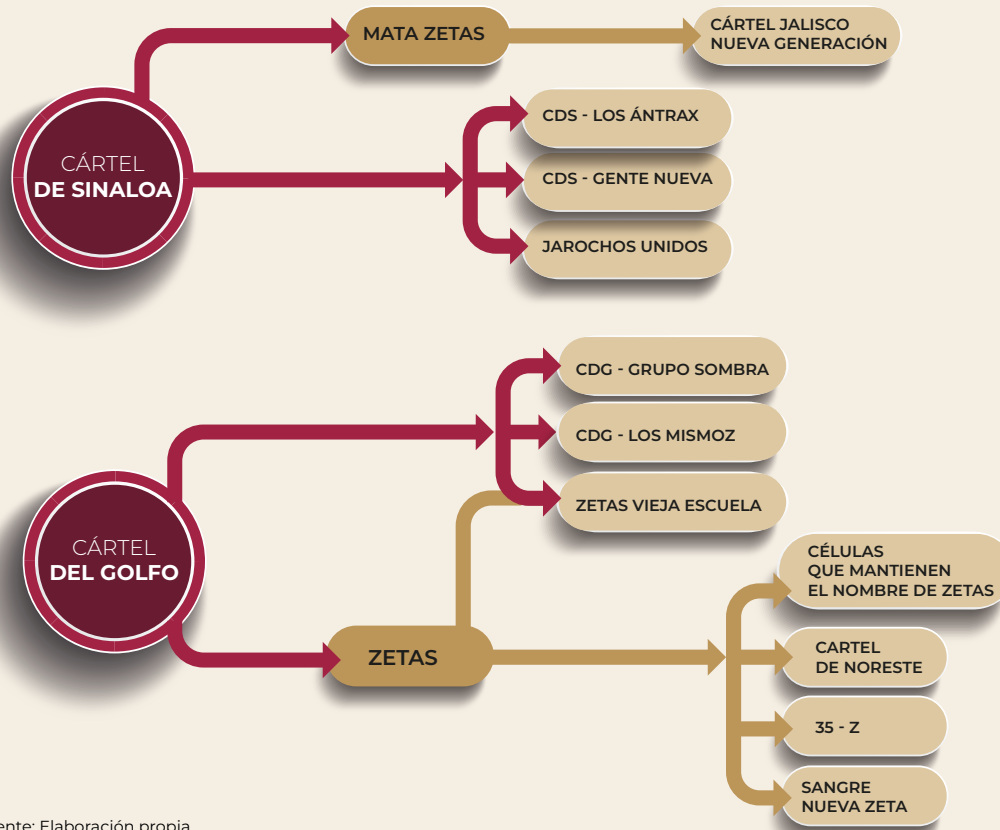 MATA ZETAS
CÁRTEL JALISCO
NUEVA GENERACIÓN
CÁRTEL
DE SINALOA
CDS - LOS ÁNTRAX
CDS - GENTE NUEVA
JAROCHOS UNIDOS
CDG - GRUPO SOMBRA
CDG - LOS MISMOZ
ZETAS VIEJA ESCUELA
CÁRTEL
DEL GOLFO
ZETAS
CÉLULAS
QUE MANTIENEN
EL NOMBRE DE ZETAS
CARTEL
DE NORESTE
35 - Z
SANGRE
NUEVA ZETA
ente: Elaboración propia